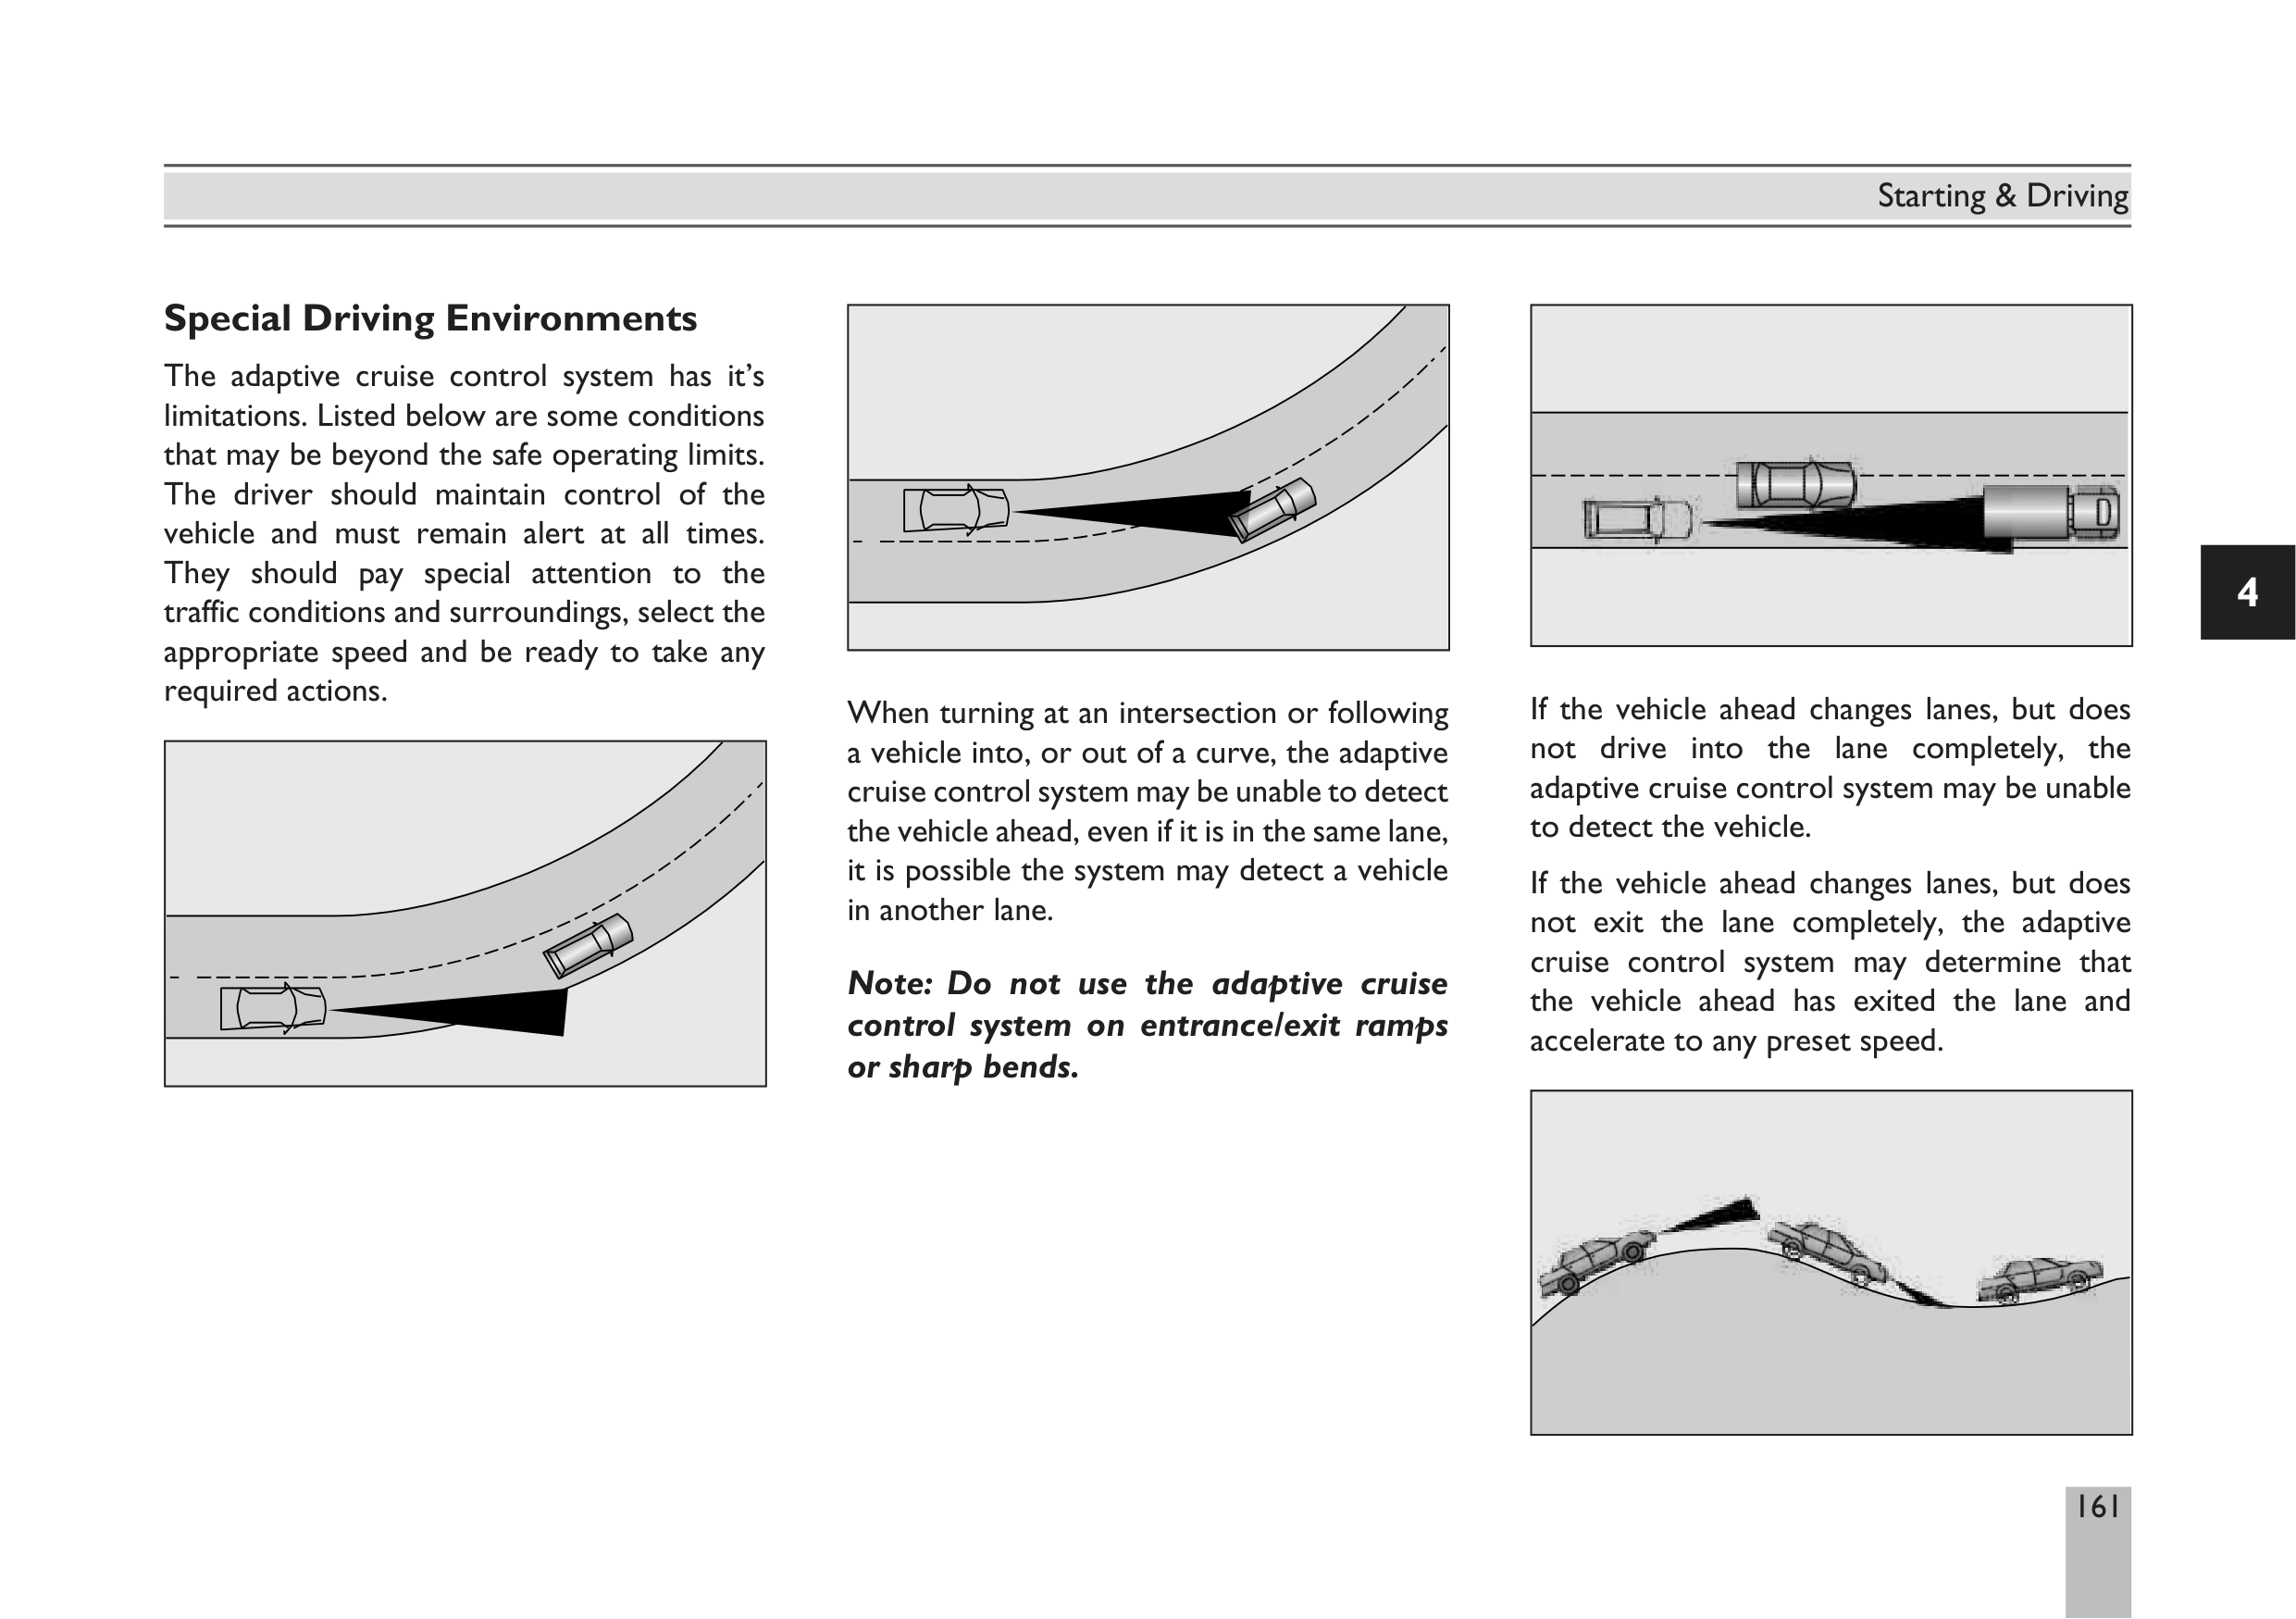 Starting & Driving
Special Driving Environments
The adaptive cruise control system has it’s
limitations. Listed below are some conditions
that may be beyond the safe operating limits.
The driver should maintain control of the
vehicle and must remain alert at all times.
They should pay special attention to the
traffic conditions and surroundings, select the
appropriate speed and be ready to take any
required actions.
When turning at an intersection or following
a vehicle into, or out of a curve, the adaptive
cruise control system may be unable to detect
the vehicle ahead, even if it is in the same lane,
it is possible the system may detect a vehicle
in another lane.
Note: Do not use the adaptive cruise
control system on entrance/exit ramps
or sharp bends.
If the vehicle ahead changes lanes, but does
not drive into the lane completely, the
adaptive cruise control system may be unable
to detect the vehicle.
If the vehicle ahead changes lanes, but does
not exit the lane completely, the adaptive
cruise control system may determine that
the vehicle ahead has exited the lane and
accelerate to any preset speed.
4
161